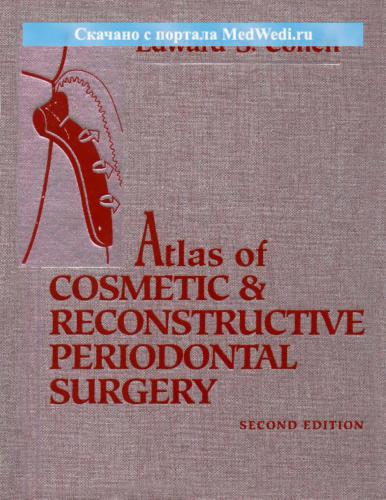 Скачано с портала MedWedi.ru
Edward S. Cohen
Atlas of
COSMETIC &
RECONSTRUCTIVE
PERIODONTAL
SURGERY
SECOND EDITION